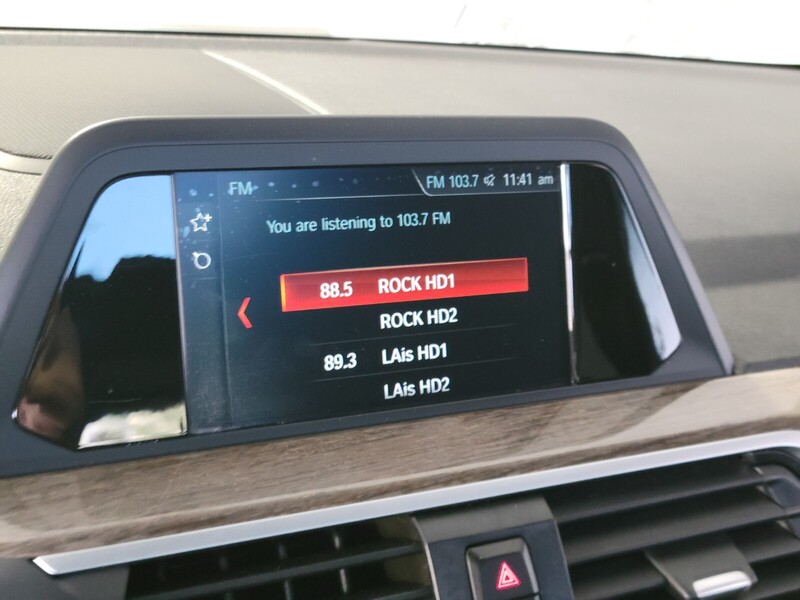 FM FM 103.7 11:41 am
You are listening to 103.7 FM
88.5 ROCK HD1
ROCK HD2
89.3 LAis HD1
LAis HD2